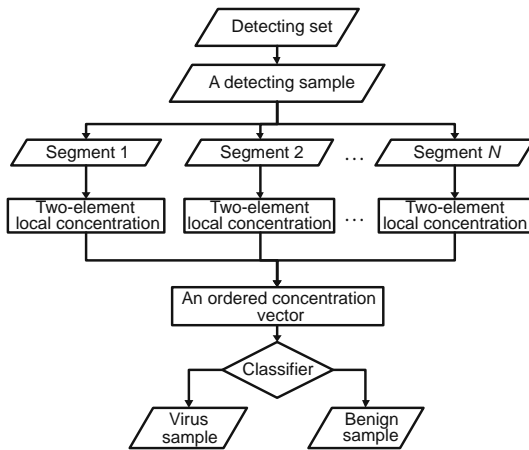 Detecting set
A detecting sample
Segment 1
Segment 2
...
Segment N
Two-element
local concentration
Two-element
local concentration
...
Two-element
local concentration
An ordered concentration
vector
Classifier
Virus
sample
Benign
sample